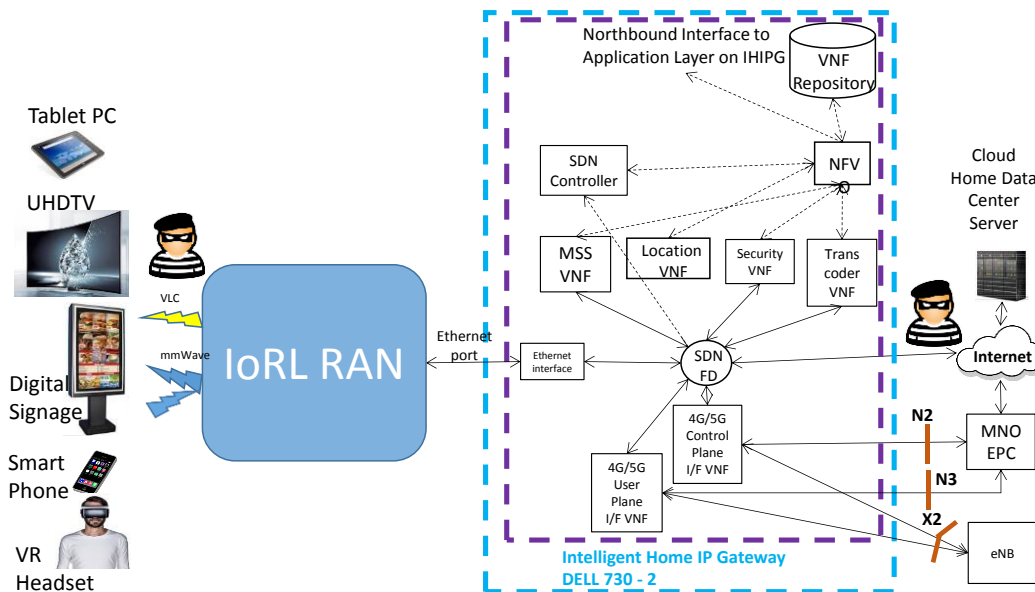 Northbound Interface to
Application Layer on IHIPG
VNF
Repository
Tablet PC
SDN
Controller
NFV
O
Cloud
Home Data
Center
Server
UHDTV
MSS
VNF
Location
VNF
Security
VNF
Trans
coder
VNF
VLC
mmWave
IoRL RAN
Ethernet
port
Ethernet
interface
SDN
FD
Internet
Digital
Signage
4G/5G
Control
Plane
I/F VNF
N2
MNO
EPC
Smart
Phone
4G/5G
User
Plane
I/F VNF
N3
X2
eNB
VR
Headset
Intelligent Home IP Gateway
DELL 730 - 2